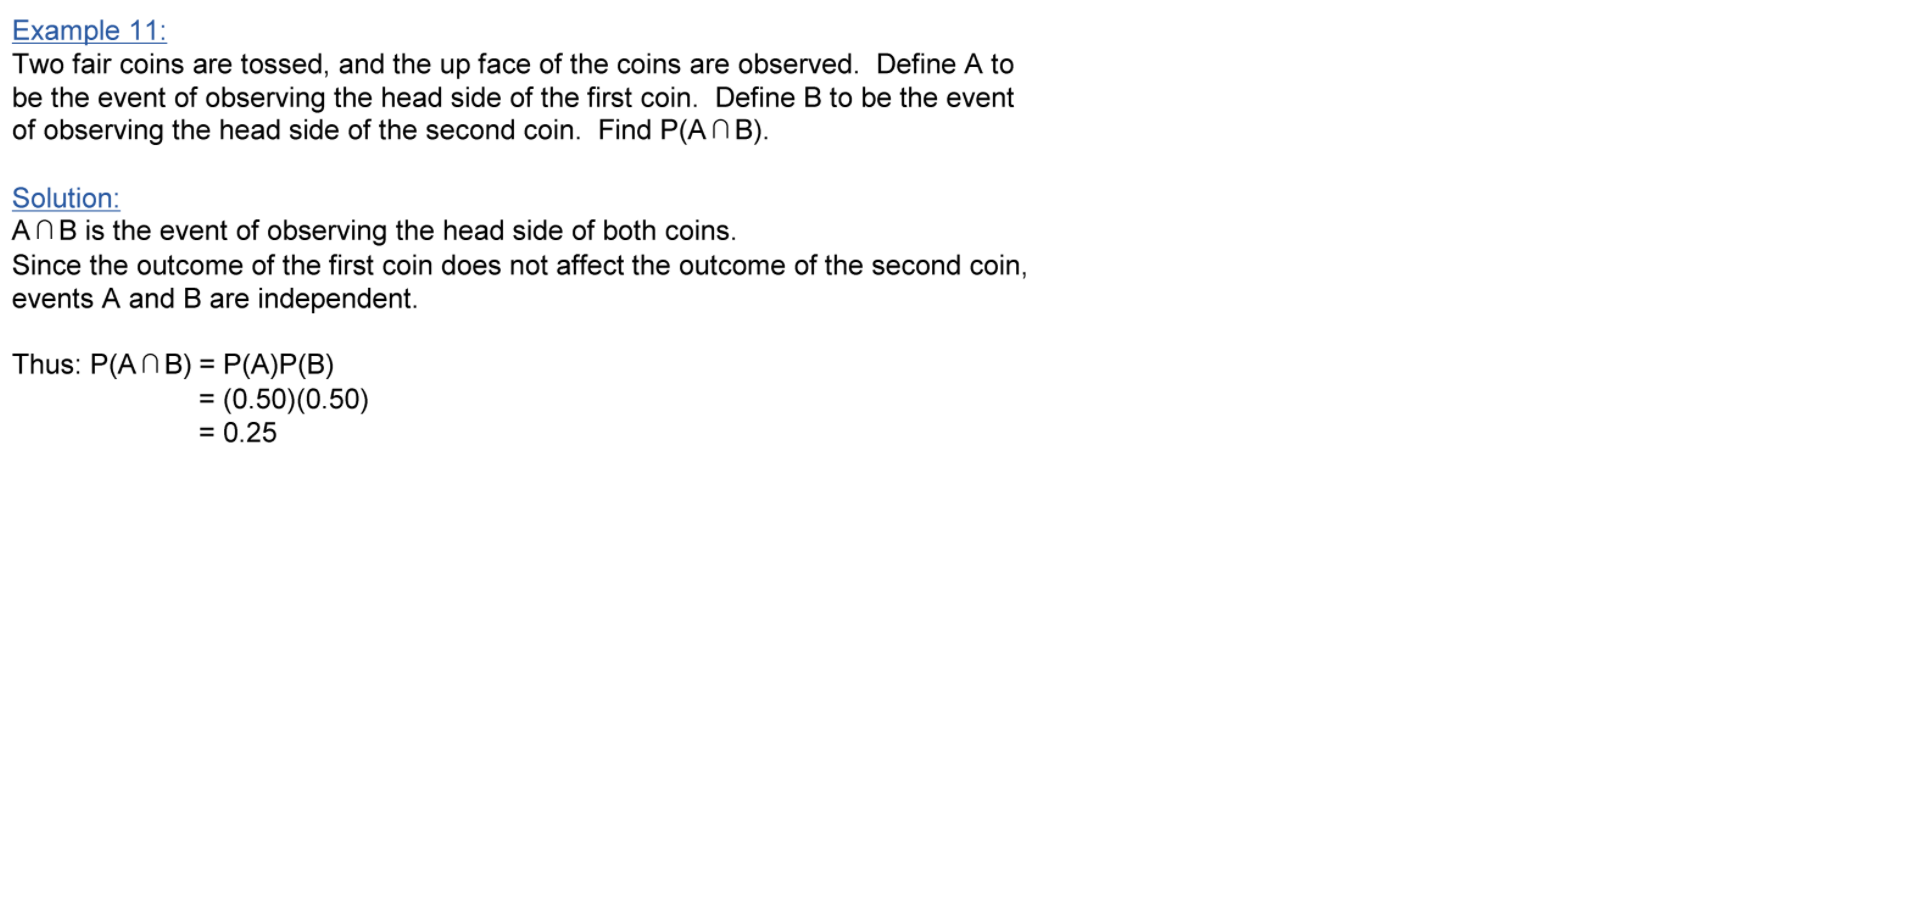 Example 11:
Two fair coins are tossed, and the up face of the coins are observed.  Define A to
be the event of observing the head side of the first coin.  Define B to be the event
of observing the head side of the second coin.  Find P(A∩B).
Solution:
A∩B is the event of observing the head side of both coins.
Since the outcome of the first coin does not affect the outcome of the second coin,
events A and B are independent.
Thus: P(A∩B) = P(A)P(B)
= (0.50)(0.50)
= 0.25